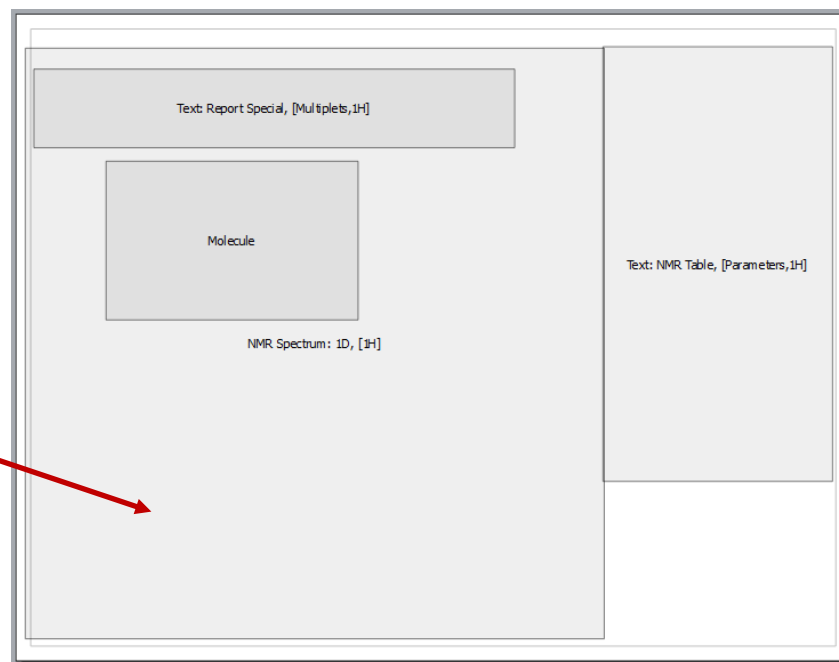 Text: Report Special, [Multiplets,1H]
Molecule
Text: NMR Table, [Parameters,1H]
NMR Spectrum: 1D, [1H]